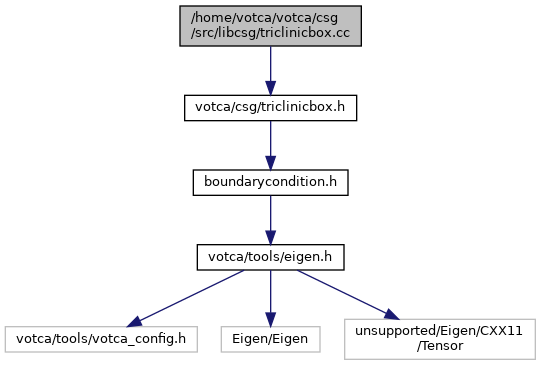 /home/votca/votca/csg
/src/libcsg/triclinicbox.cc
votca/csg/triclinicbox.h
boundarycondition.h
votca/tools/eigen.h
votca/tools/votca_config.h
Eigen/Eigen
unsupported/Eigen/CXX11
/Tensor